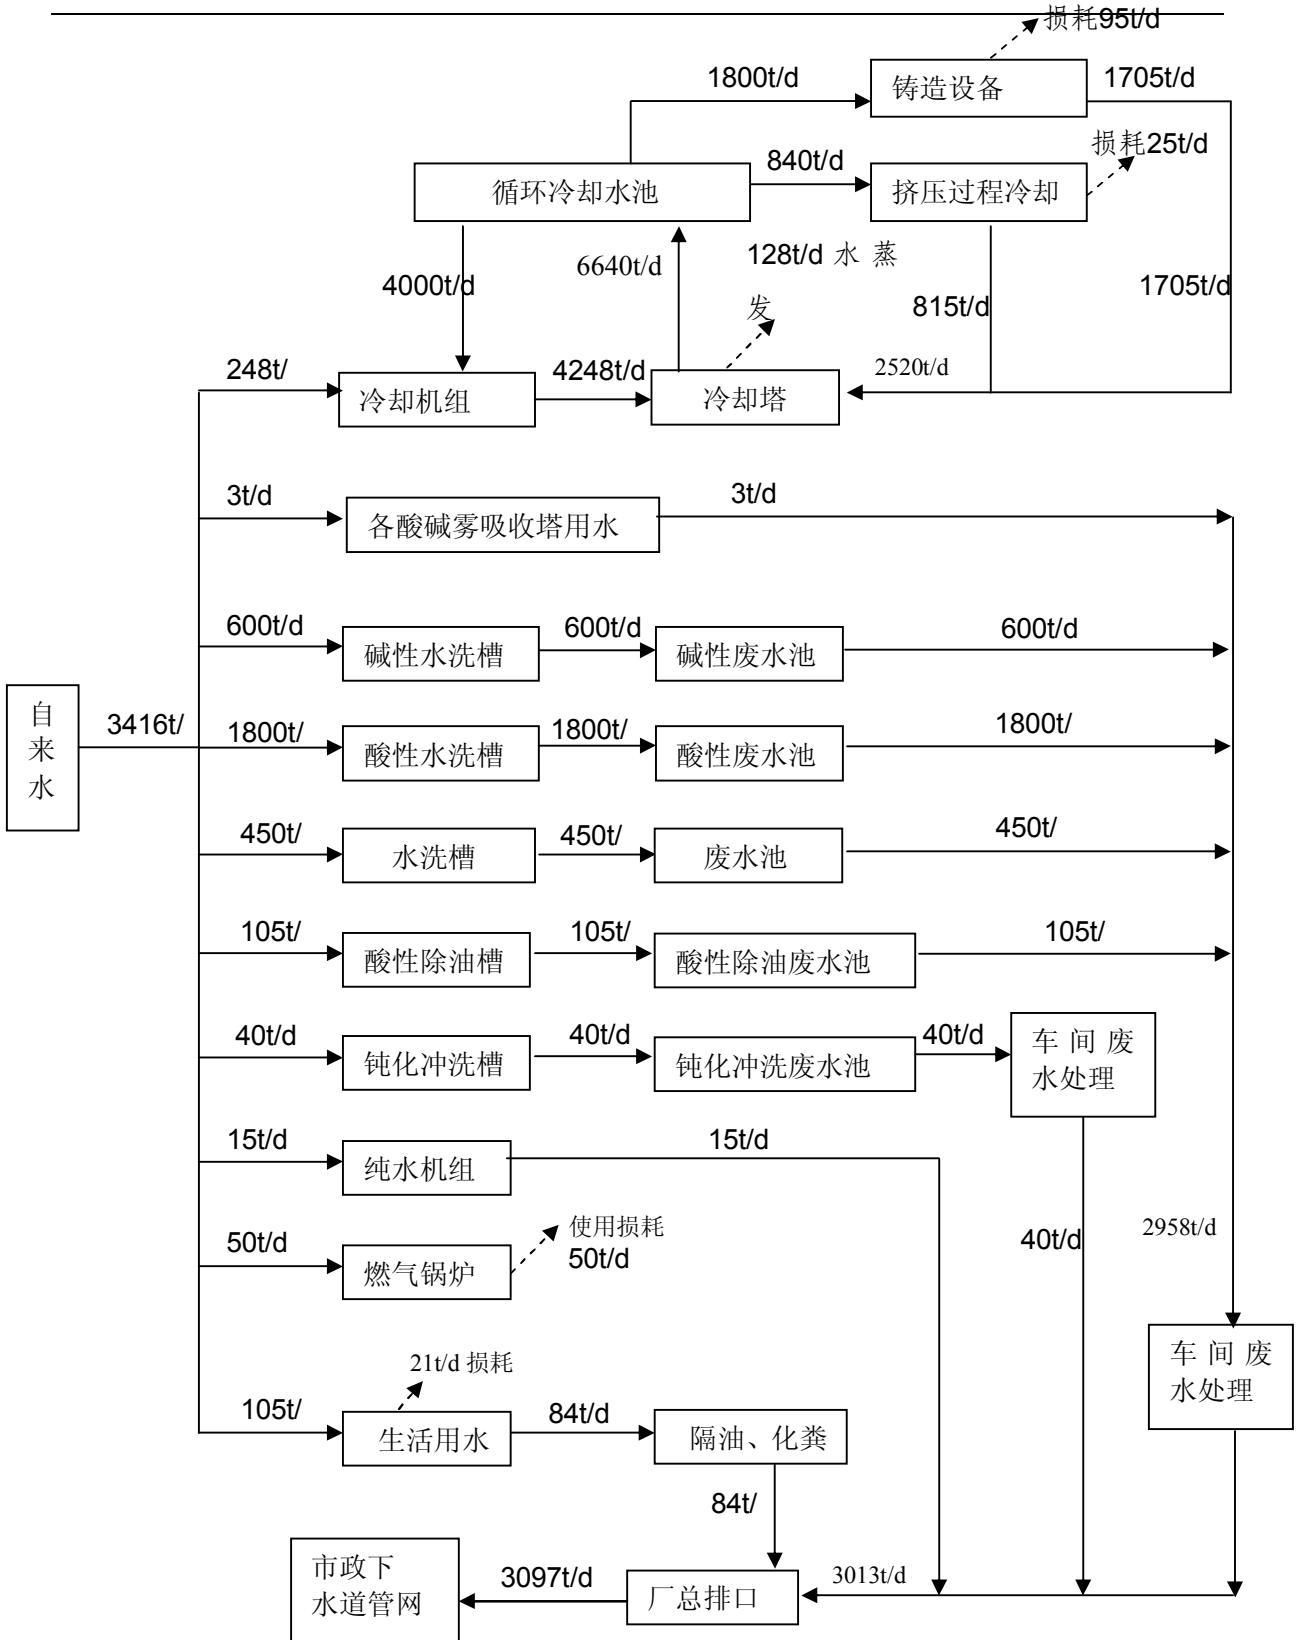 损耗95t/d
1800t/d
铸造设备
1705t/d
840t/d
损耗25t/d
循环冷却水池
挤压过程冷却
4000t/d
6640t/d
128t/d 水 蒸
发
815t/d
1705t/d
248t/
冷却机组
4248t/d
冷却塔
2520t/d
3t/d
各酸碱雾吸收塔用水
3t/d
600t/d
碱性水洗槽
600t/d
碱性废水池
600t/d
自
来
水
3416t/
1800t/
酸性水洗槽
1800t/
酸性废水池
1800t/
450t/
水洗槽
450t/
废水池
450t/
105t/
酸性除油槽
105t/
酸性除油废水池
105t/
40t/d
钝化冲洗槽
40t/d
钝化冲洗废水池
40t/d
车 间 废
水处理
15t/d
纯水机组
15t/d
50t/d
燃气锅炉
使用损耗
50t/d
40t/d
2958t/d
车 间 废
水处理
21t/d 损耗
105t/
生活用水
84t/d
隔油、化粪
84t/
市政下
水道管网
3097t/d
厂总排口
3013t/d